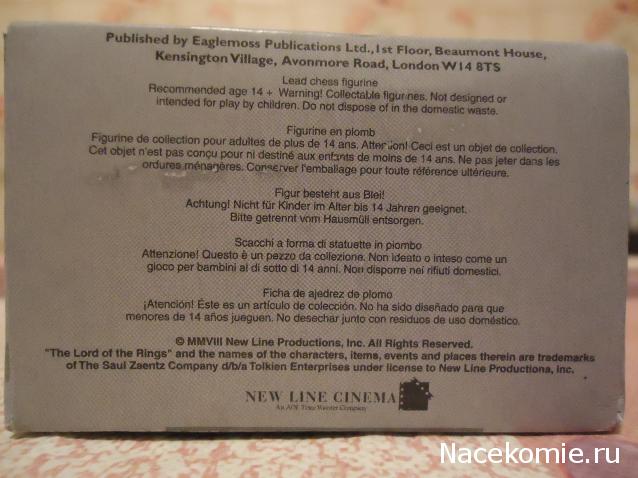 Published by Eaglemoss Publications Ltd.,1st Floor, Beaumont House,
Kensington Village, Avonmore Road, London W14 8TS
Lead chess figurine
Recommended age 14 + Warning! Collectable figurines. Not designed or
intended for play by children. Do not dispose of in the domestic waste.
Figurine en plomb
Figurine de collection pour adultes de plus de 14 ans. Attention! Ceci est un objet de collection.
Cet objet n'est pas conçu pour ni destiné aux enfants de moins de 14 ans. Ne pas jeter dans les
ordures ménagères. Conserver l'emballage pour toute référence ultérieure.
Figur besteht aus Blei!
Achtung! Nicht für Kinder im Alter bis 14 Jahren geeignet.
Bitte getrennt vom Hausmüll entsorgen.
Scacchi a forma di statuette in piombo
Attenzione! Questo è un pezzo da collezione. Non ideato o inteso come un
gioco per bambini al di sotto di 14 anni. Non disporre nei rifiuti domestici.
Ficha de ajedrez de plomo
¡Atención! Éste es un artículo de colección. No ha sido diseñado para que
menores de 14 años jueguen. No desechar junto con residuos de uso doméstico.
© MMVIII New Line Productions, Inc. All Rights Reserved.
"The Lord of the Rings" and the names of the characters, items, events and places therein are trademarks
of The Saul Zaentz Company d/b/a Tolkien Enterprises under license to New Line Productiona, Inc.
NEW LINE CINEMA
An AOL Time Warner Company
Nacekomie.ru